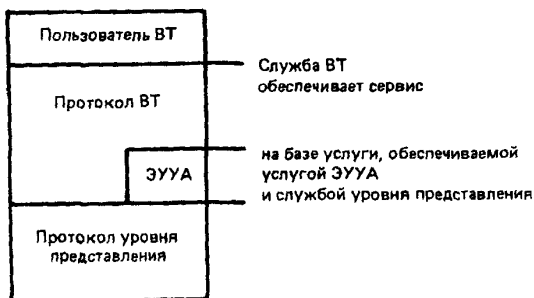 Пользователь ВТ
Служба ВТ
обеспечивает сервис
Протокол ВТ
ЭУУА
на базе услуги, обеспечиваемой
услугой ЭУУА
и службой уровня представления
Протокол уровня
представления